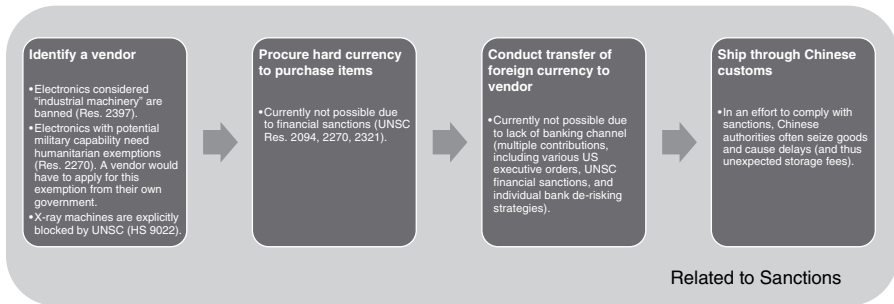 Identify a vendor
•Electronics considered
“industrial machinery” are
banned (Res. 2397).
•Electronics with potential
military capability need
humanitarian exemptions
(Res. 2270). A vendor would
have to apply for this
exemption from their own
government.
•X-ray machines are explicitly
blocked by UNSC (HS 9022).
Procure hard currency
to purchase items
•Currently not possible due
to financial sanctions (UNSC
Res. 2094, 2270, 2321).
Conduct transfer of
foreign currency to
vendor
•Currently not possible due
to lack of banking channel
(multiple contributions,
including various US
executive orders, UNSC
financial sanctions, and
individual bank de-risking
strategies).
Ship through Chinese
customs
•In an effort to comply with
sanctions, Chinese
authorities often seize goods
and cause delays (and thus
unexpected storage fees).
Related to Sanctions